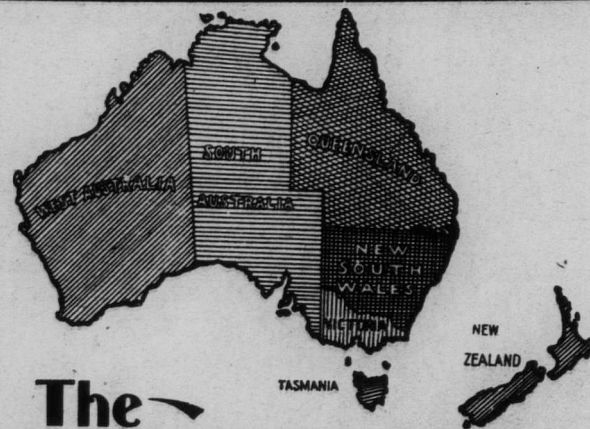 WEST AUSTRALIA
SOUTH
AUSTRALIA
QUEENSLAND
NEW
SOUTH
WALES
VICTORIA
TASMANIA
NEW
ZEALAND
The